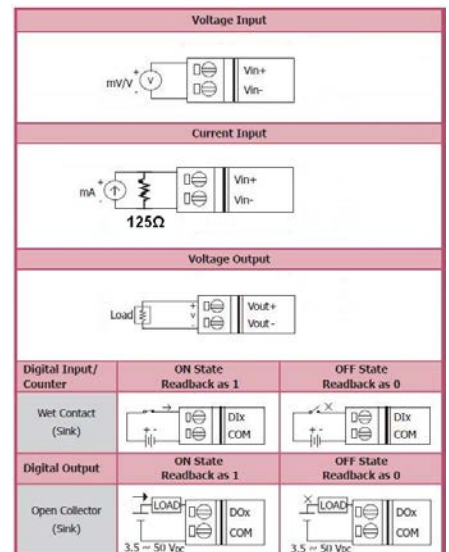 Voltage Input
mV/V
+
V
-
Vin+
Vin-
Current Input
mA
+
-
125Ω
Vin+
Vin-
Voltage Output
Load
+
V
-
Vout+
Vout-
Digital Input/
Counter
ON State
Readback as 1
OFF State
Readback as 0
Wet Contact
(Sink)
+ -
DIx
COM
+ -
DIx
COM
Digital Output
ON State
Readback as 1
OFF State
Readback as 0
Open Collector
(Sink)
LOAD
DOx
COM
3.5 ~ 50 VDC
LOAD
DOx
COM
3.5 ~ 50 VDC